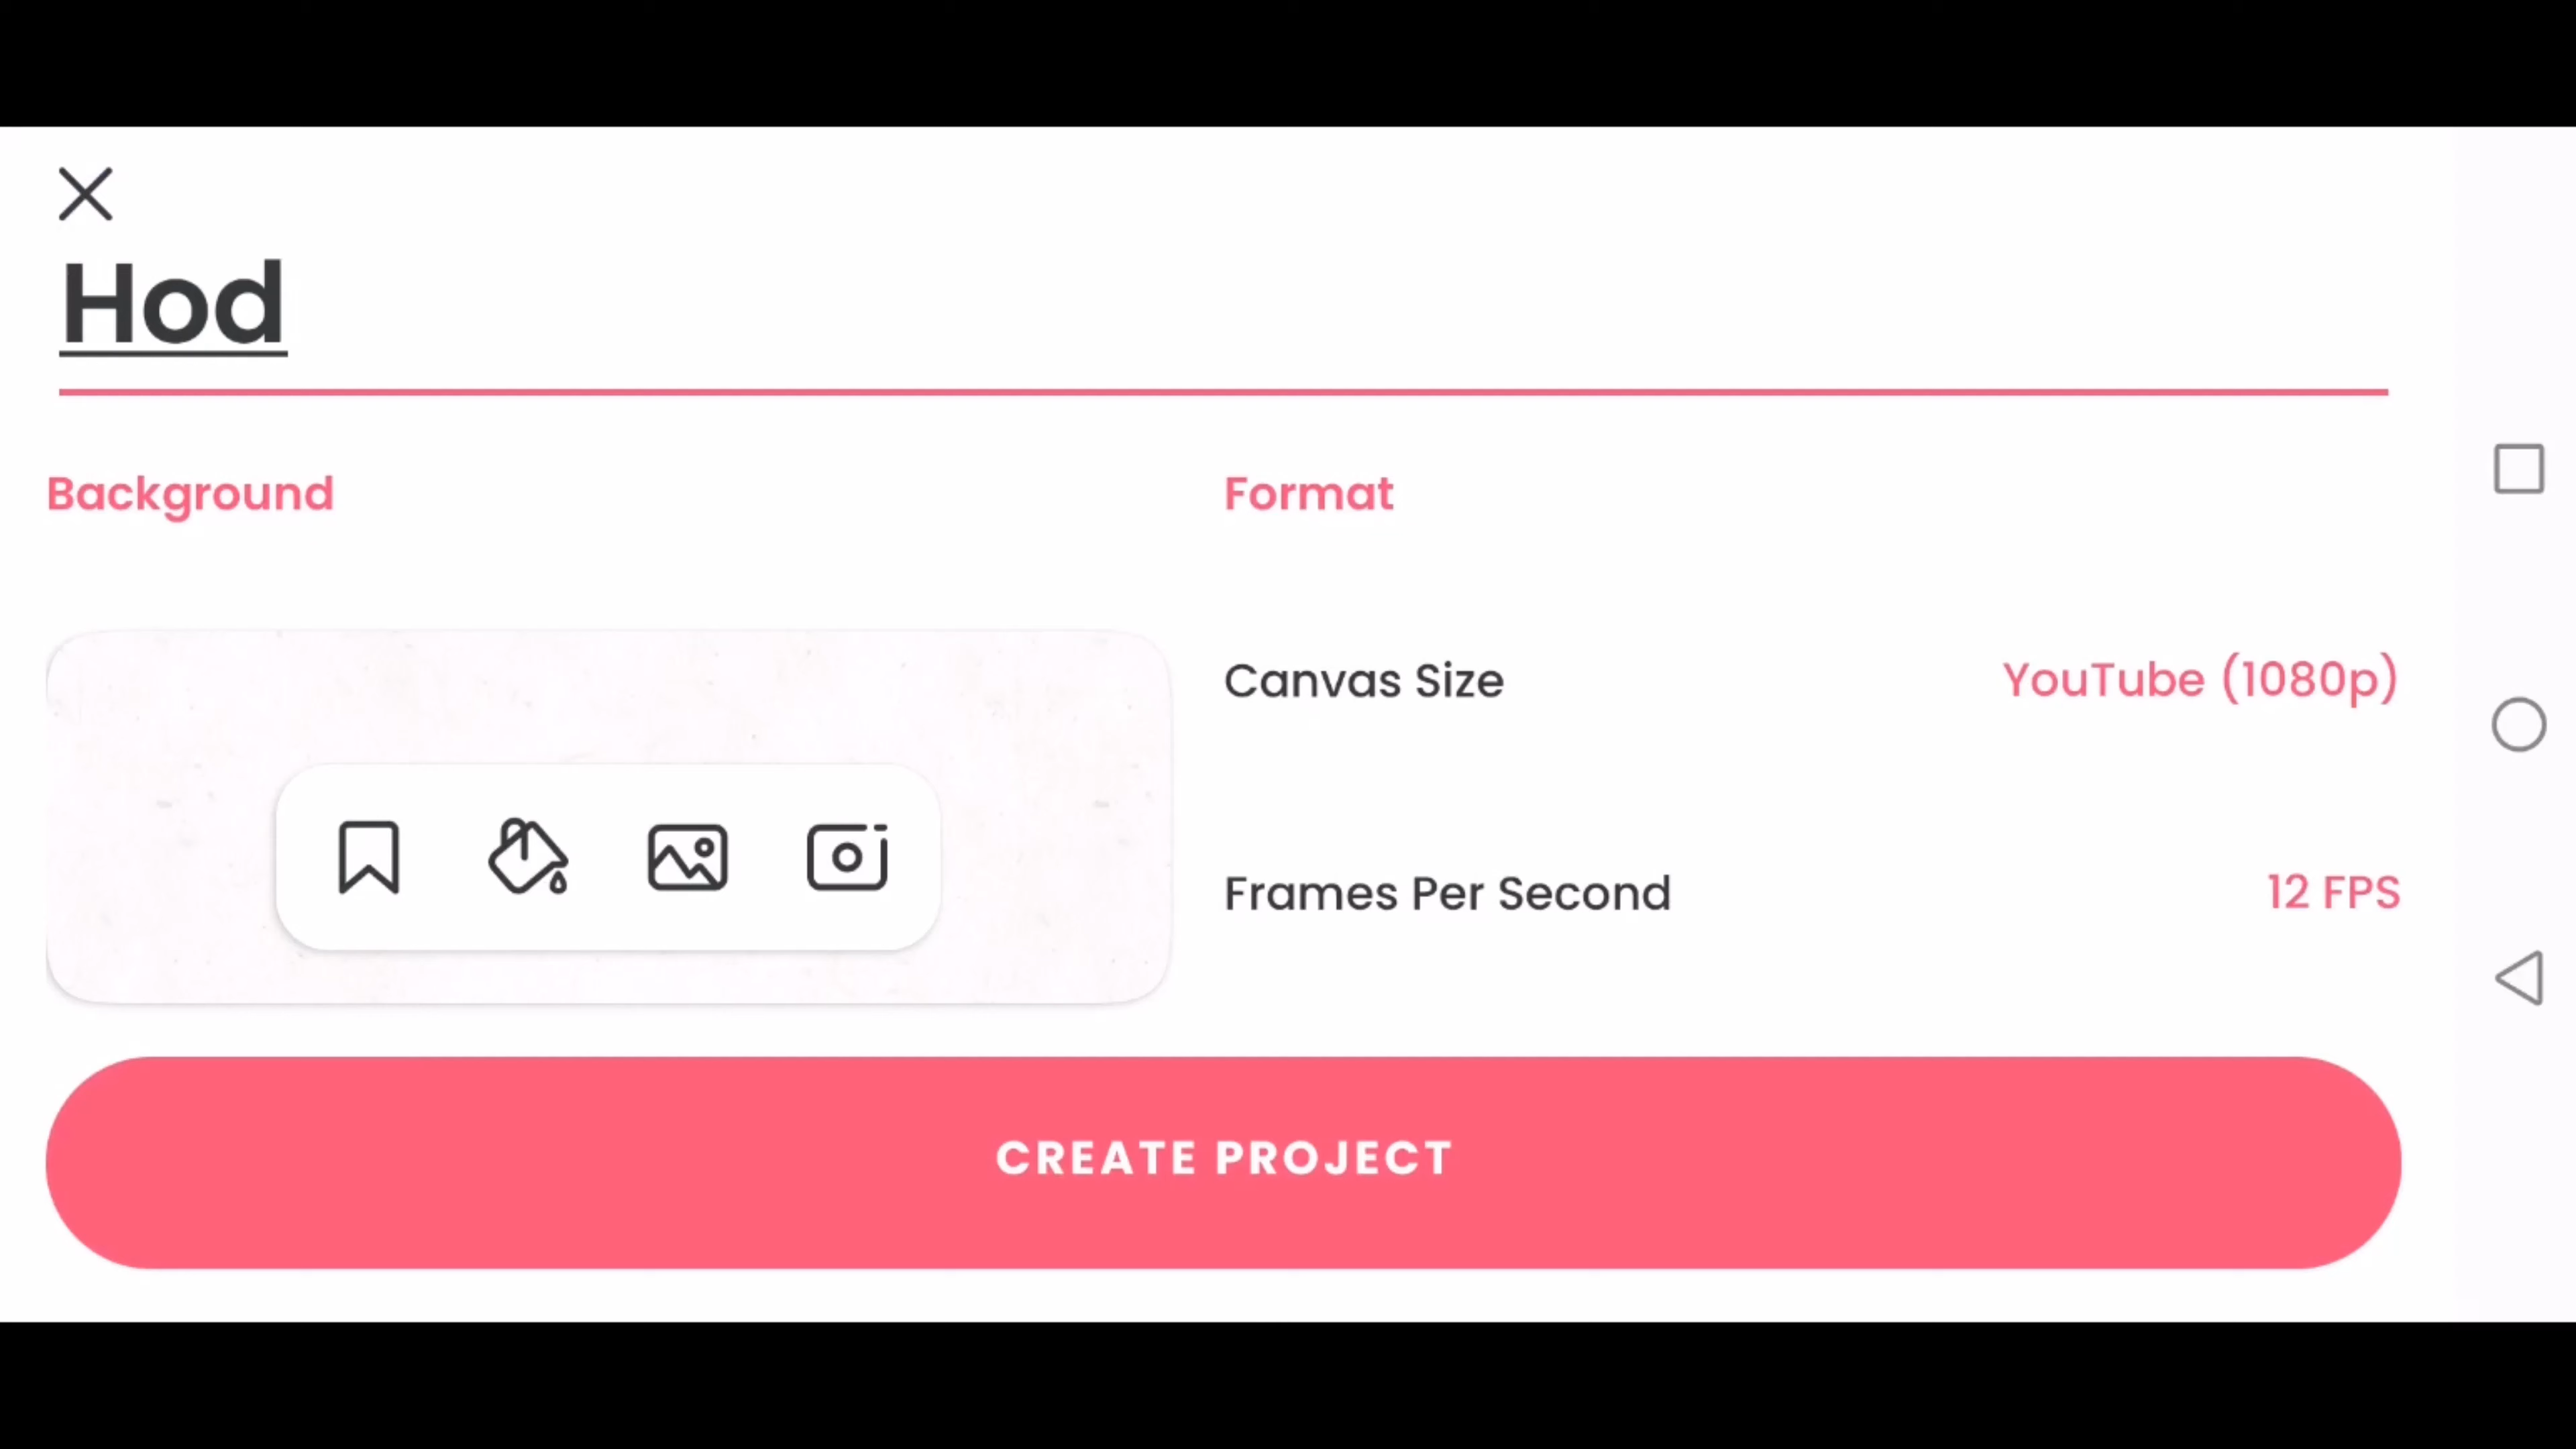 Hod
Background
Format
Canvas Size
YouTube (1080p)
Frames Per Second
12 FPS
CREATE PROJECT